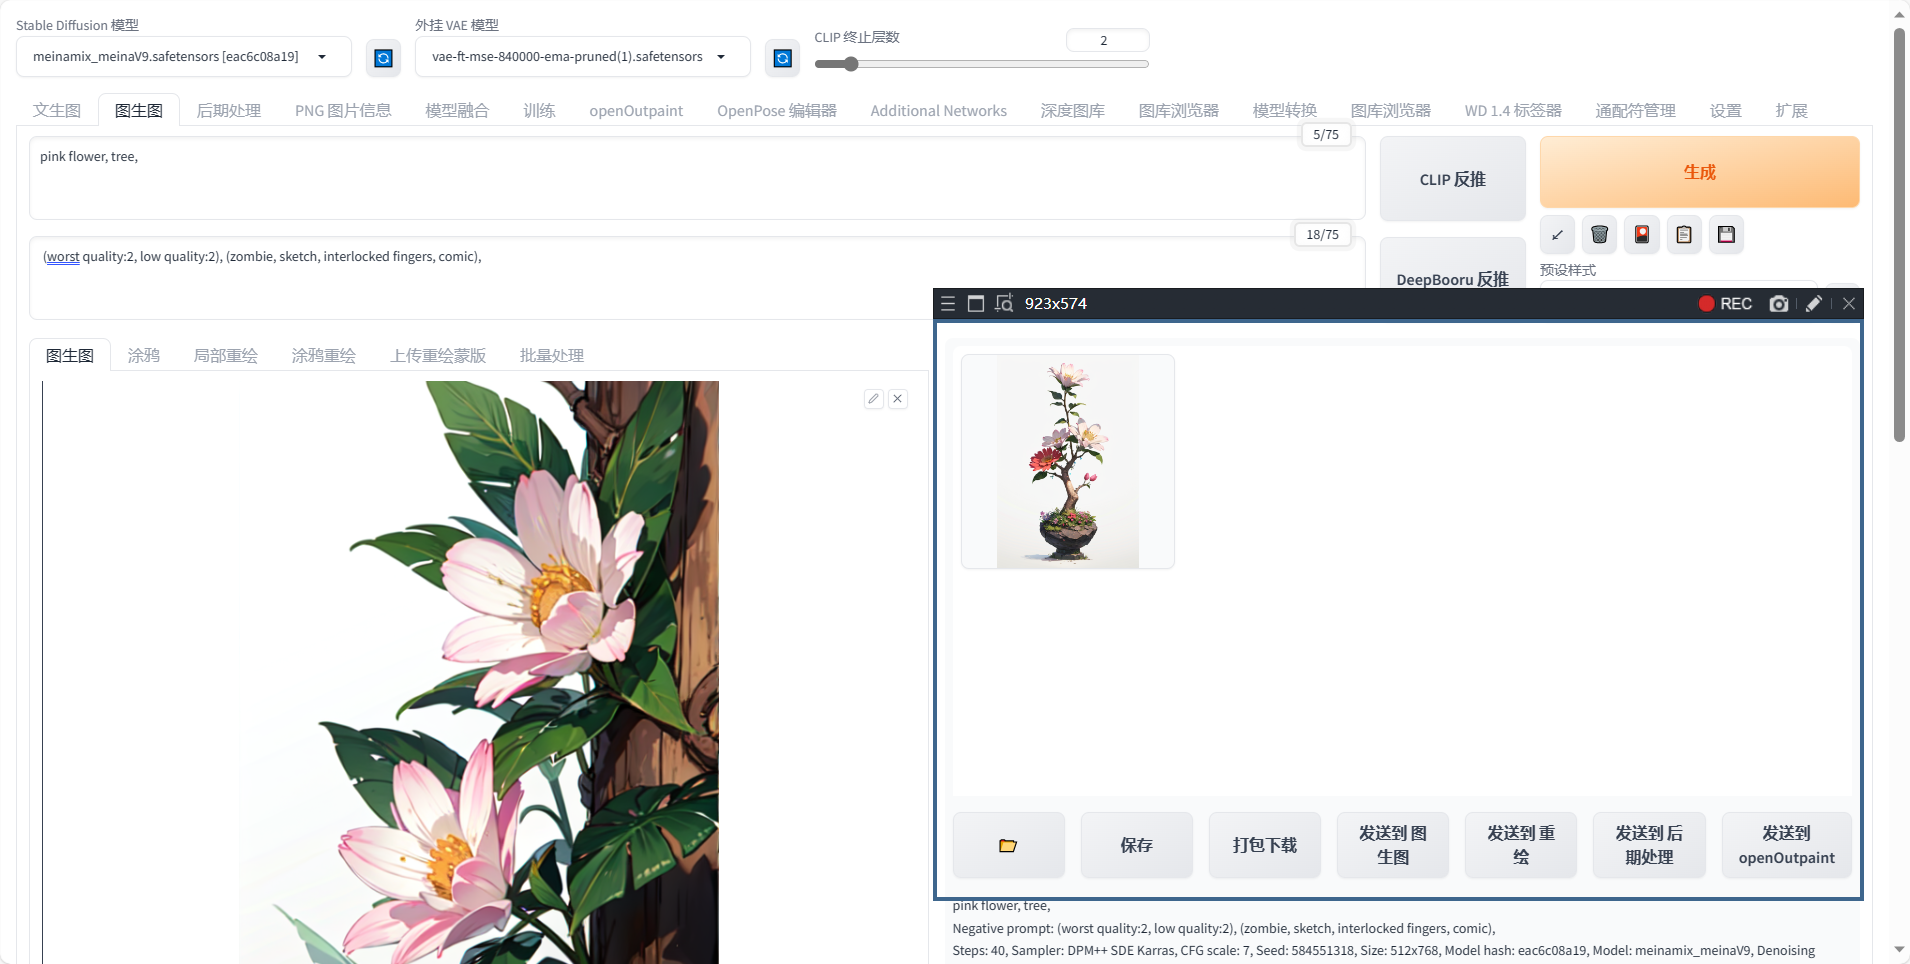 Stable Diffusion 模型
外挂 VAE 模型
CLIP 终止层数
2
meinamix_meinaV9.safetensors [eac6c08a19]
vae-ft-mse-840000-ema-pruned(1).safetensors
文生图 图生图 后期处理 PNG 图片信息 模型融合 训练 openOutpaint OpenPose 编辑器 Additional Networks 深度图库 图库浏览器 模型转换 图库浏览器 WD 1.4 标签器 通配符管理 设置 扩展
5/75
pink flower, tree,
CLIP 反推
生成
18/75
(worst quality:2, low quality:2), (zombie, sketch, interlocked fingers, comic),
DeepBooru 反推
预设样式
923x574
REC
图生图 涂鸦 局部重绘 涂鸦重绘 上传重绘蒙版 批量处理
保存
打包下载
发送到 图
生图
发送到 重
绘
发送到 后
期处理
发送到
openOutpaint
pink flower, tree,
Negative prompt: (worst quality:2, low quality:2), (zombie, sketch, interlocked fingers, comic),
Steps: 40, Sampler: DPM++ SDE Karras, CFG scale: 7, Seed: 584551318, Size: 512x768, Model hash: eac6c08a19, Model: meinamix_meinaV9, Denoising